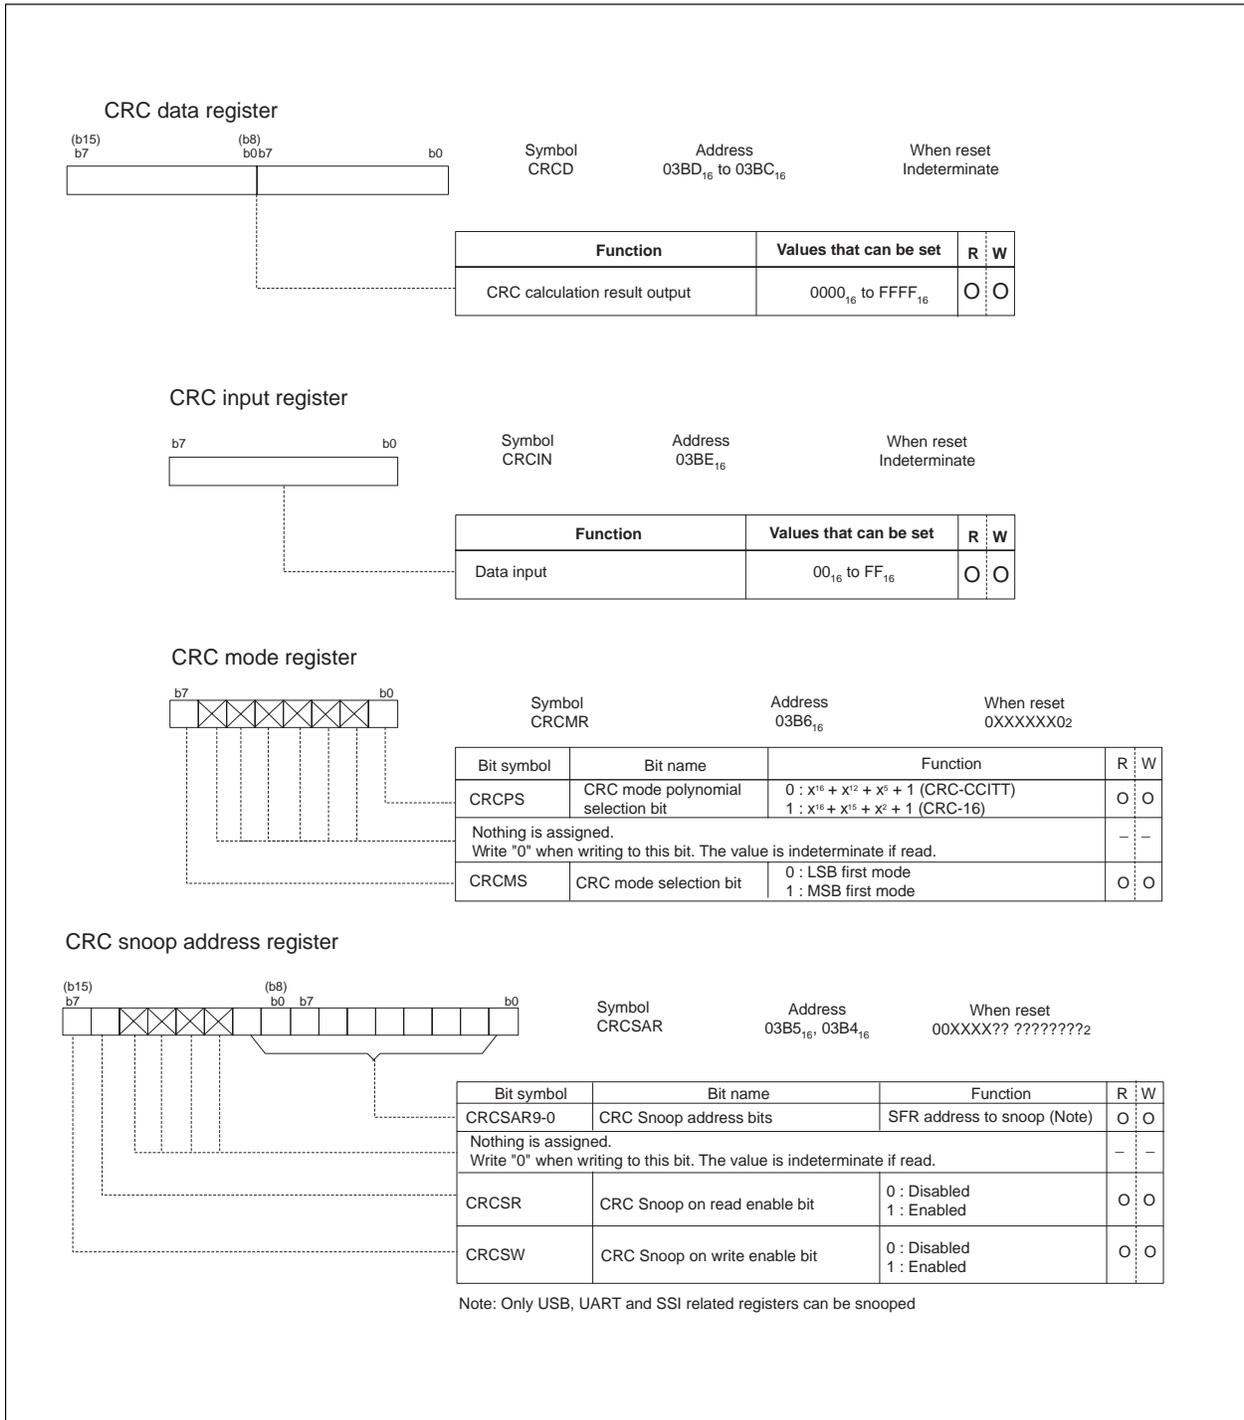 CRC data register
(b15) (b8)
b7 b0 b7 b0
Symbol Address When reset
CRCD 03BD₁₆ to 03BC₁₆ Indeterminate
Function Values that can be set R W
CRC calculation result output 0000₁₆ to FFFF₁₆ O O
CRC input register
b7 b0
Symbol Address When reset
CRCIN 03BE₁₆ Indeterminate
Function Values that can be set R W
Data input 00₁₆ to FF₁₆ O O
CRC mode register
b7 b0
Symbol Address When reset
CRCMR 03B6₁₆ 0XXXXXX02
Bit symbol Bit name Function R W
CRCPS CRC mode polynomial selection bit 0 : x¹⁶ + x¹² + x⁵ + 1 (CRC-CCITT) O O
1 : x¹⁶ + x¹⁵ + x² + 1 (CRC-16)
Nothing is assigned. – –
Write "0" when writing to this bit. The value is indeterminate if read.
CRCMS CRC mode selection bit 0 : LSB first mode O O
1 : MSB first mode
CRC snoop address register
(b15) (b8)
b7 b0 b7 b0
Symbol Address When reset
CRCSAR 03B5₁₆, 03B4₁₆ 00XXXX?? ????????2
Bit symbol Bit name Function R W
CRCSAR9-0 CRC Snoop address bits SFR address to snoop (Note) O O
Nothing is assigned. – –
Write "0" when writing to this bit. The value is indeterminate if read.
CRCSR CRC Snoop on read enable bit 0 : Disabled O O
1 : Enabled
CRCSW CRC Snoop on write enable bit 0 : Disabled O O
1 : Enabled
Note: Only USB, UART and SSI related registers can be snooped